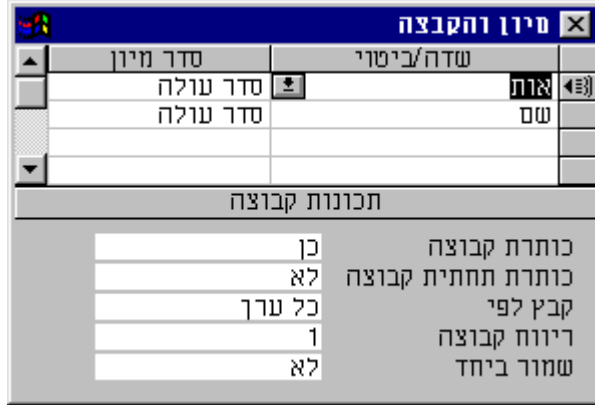 מיון והקבצה
שדה/ביטוי סדר מיון
אות סדר עולה
שם סדר עולה
תכונות קבוצה
כותרת קבוצה כן
כותרת תחתית קבוצה לא
קבץ לפי כל ערך
ריווח קבוצה 1
שמור ביחד לא